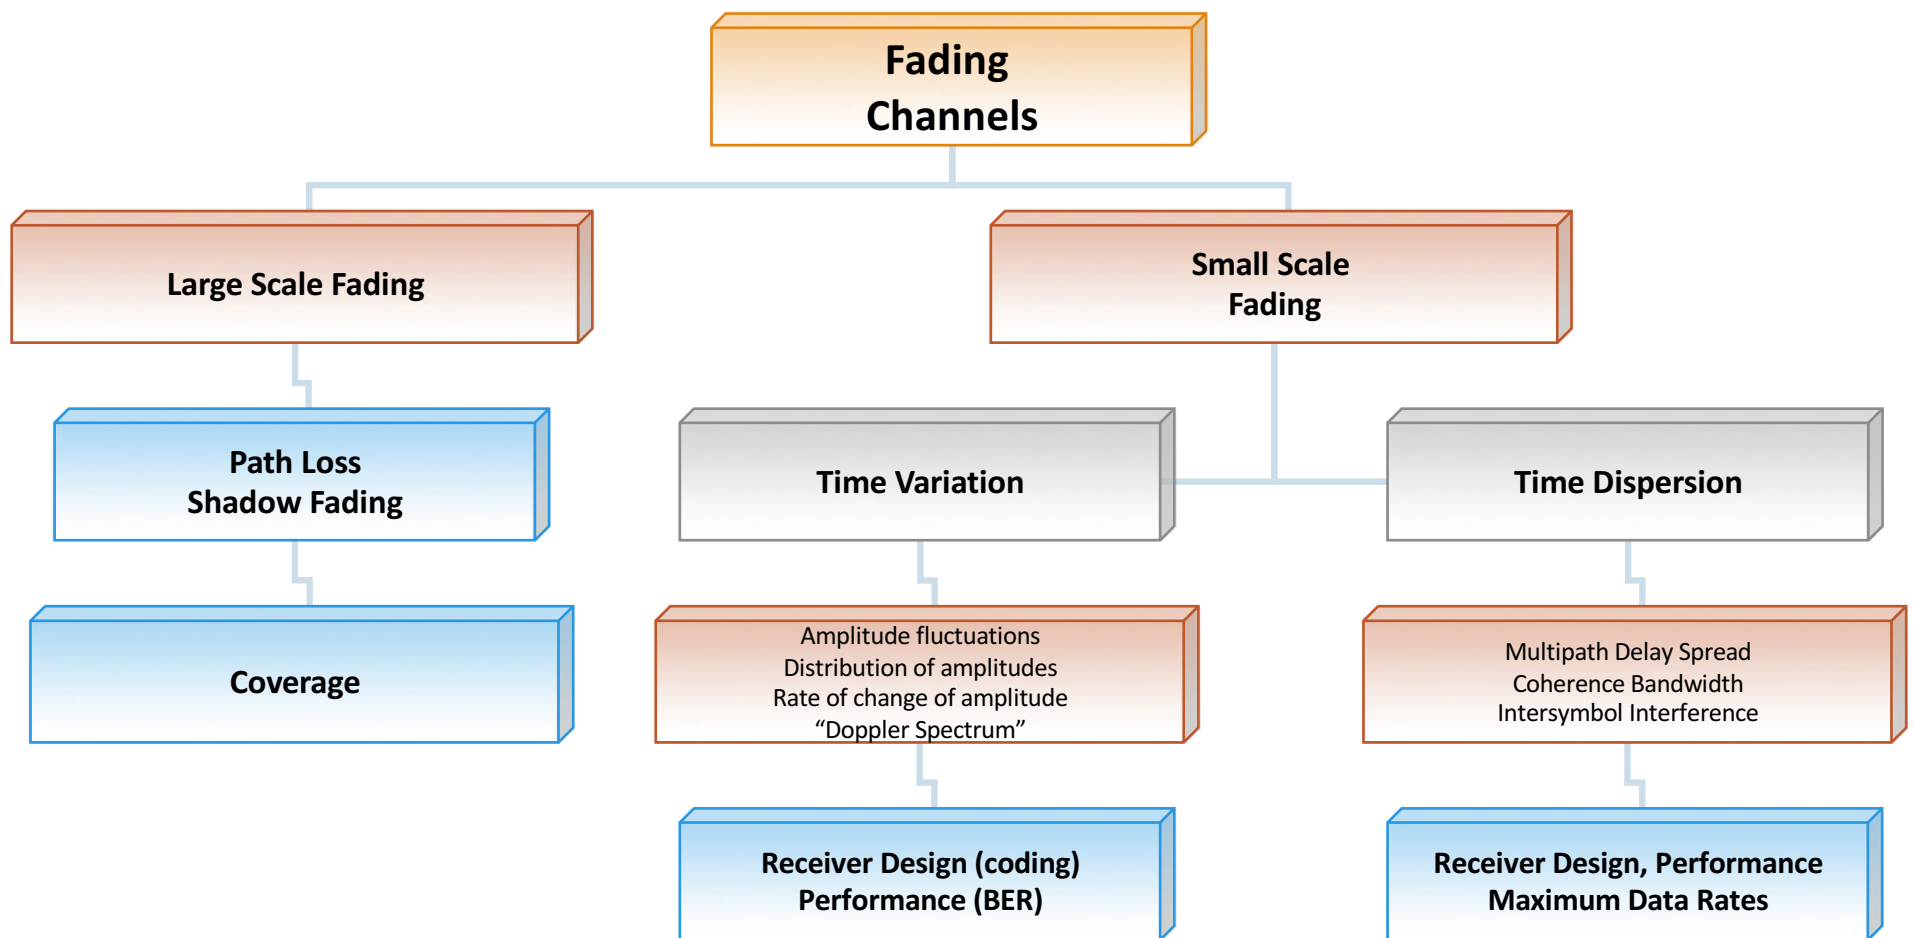 Fading
Channels
Large Scale Fading
Small Scale
Fading
Path Loss
Shadow Fading
Time Variation
Time Dispersion
Coverage
Amplitude fluctuations
Distribution of amplitudes
Rate of change of amplitude
“Doppler Spectrum”
Multipath Delay Spread
Coherence Bandwidth
Intersymbol Interference
Receiver Design (coding)
Performance (BER)
Receiver Design, Performance
Maximum Data Rates